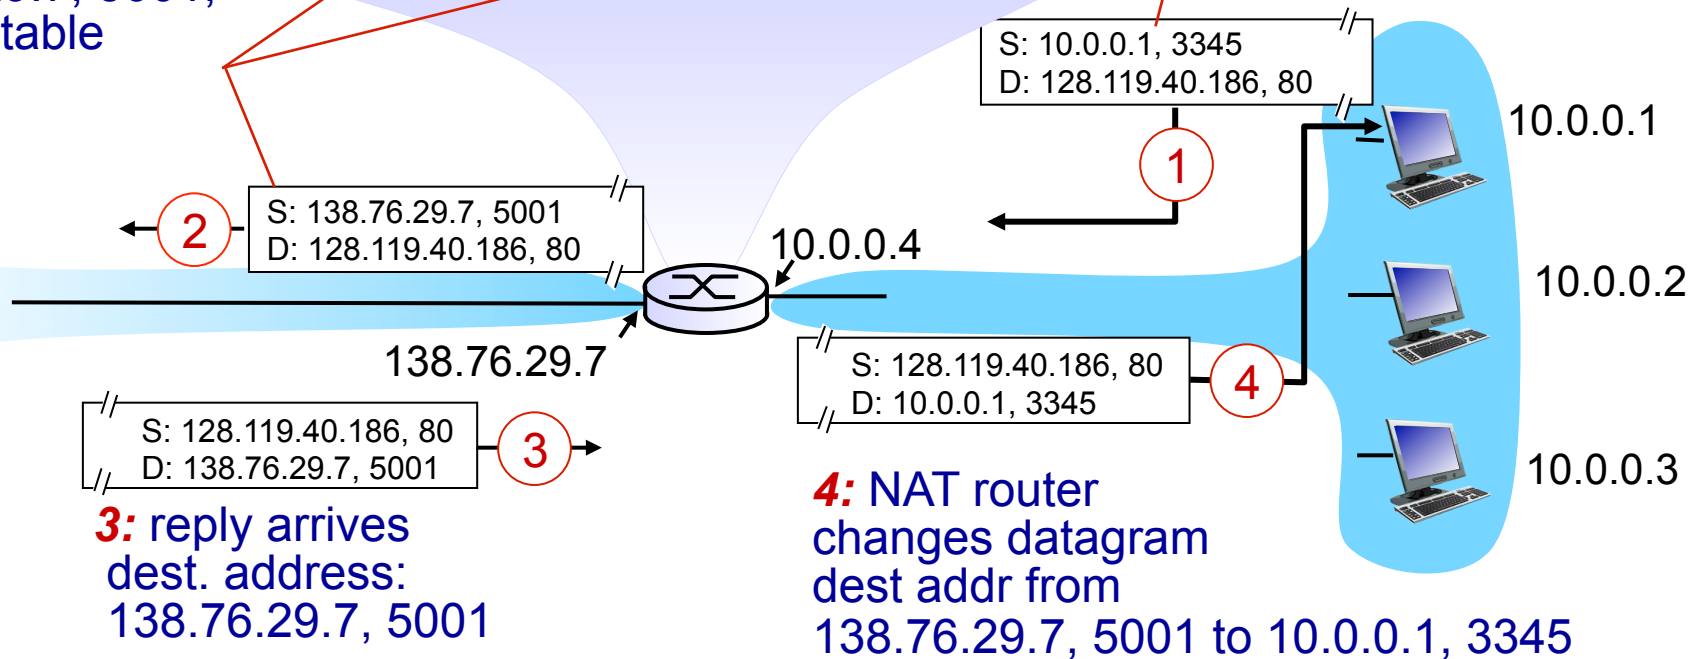 table
S: 10.0.0.1, 3345
D: 128.119.40.186, 80
10.0.0.1
1
2
S: 138.76.29.7, 5001
D: 128.119.40.186, 80
10.0.0.4
10.0.0.2
138.76.29.7
S: 128.119.40.186, 80
D: 10.0.0.1, 3345
4
S: 128.119.40.186, 80
D: 138.76.29.7, 5001
3
10.0.0.3
3: reply arrives
dest. address:
138.76.29.7, 5001
4: NAT router
changes datagram
dest addr from
138.76.29.7, 5001 to 10.0.0.1, 3345